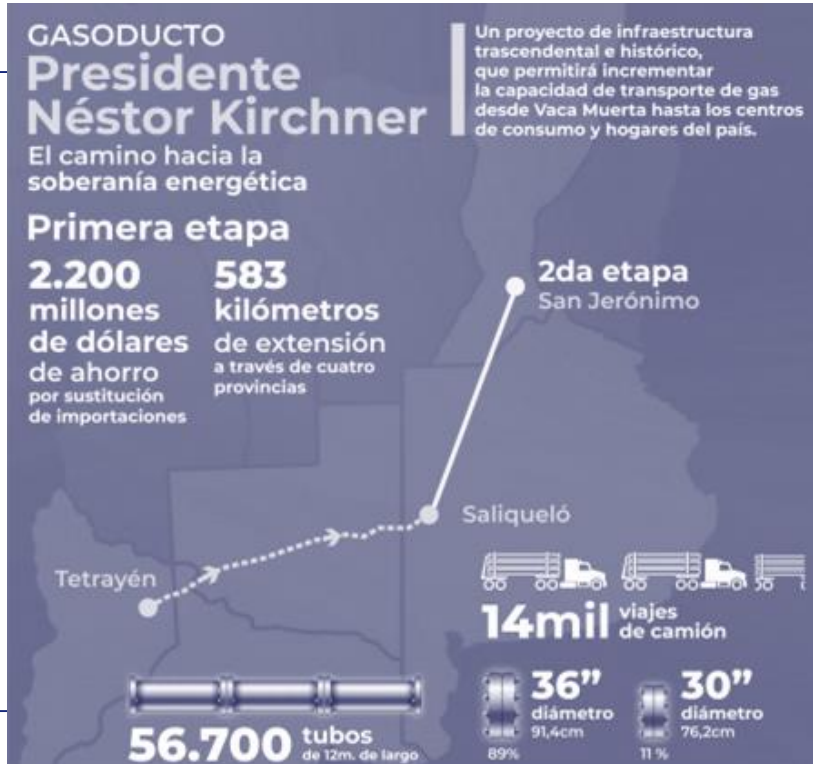 GASODUCTO
Presidente
Néstor Kirchner
El camino hacia la
soberanía energética
Un proyecto de infraestructura
trascendental e histórico,
que permitirá incrementar
la capacidad de transporte de gas
desde Vaca Muerta hasta los centros
de consumo y hogares del país.
Primera etapa
2.200
millones
de dólares
de ahorro
por sustitución
de importaciones
583
kilómetros
de extensión
a través de cuatro
provincias
2da etapa
San Jerónimo
Saliqueló
Tetrayén
14mil
viajes
de camión
56.700
tubos
de 12m. de largo
36”
diámetro
91,4cm
89%
30”
diámetro
76,2cm
11 %